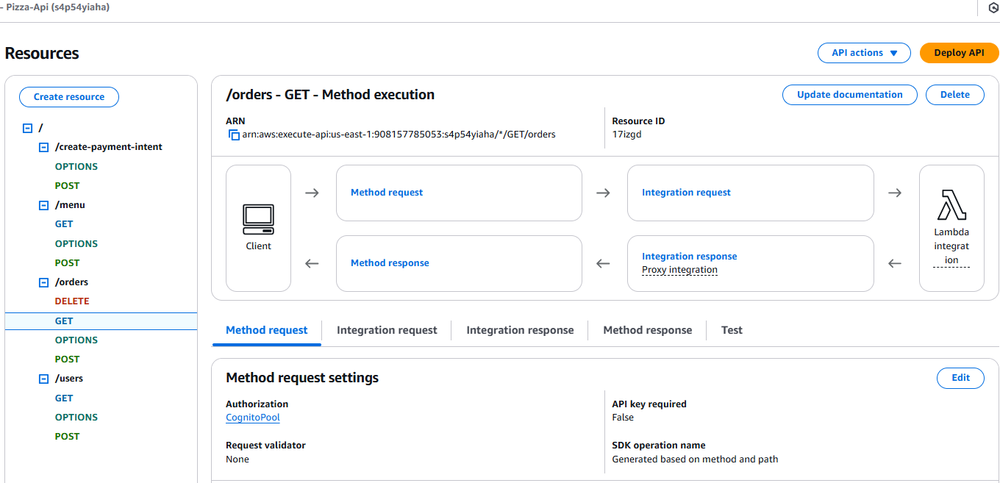 - Pizza-Api (s4p54yiaha)
Resources
API actions
Deploy API
Create resource
/
/create-payment-intent
OPTIONS
POST
/menu
GET
OPTIONS
POST
/orders
DELETE
GET
OPTIONS
POST
/users
GET
OPTIONS
POST
/orders - GET - Method execution
Update documentation
Delete
ARN
arn:aws:execute-api:us-east-1:908157785053:s4p54yiaha/*/GET/orders
Resource ID
17izgd
Client
Method request
Integration request
Method response
Integration response
Proxy integration
Lambda
integrat
ion
Method request
Integration request
Integration response
Method response
Test
Method request settings
Edit
Authorization
CognitoPool
API key required
False
Request validator
None
SDK operation name
Generated based on method and path